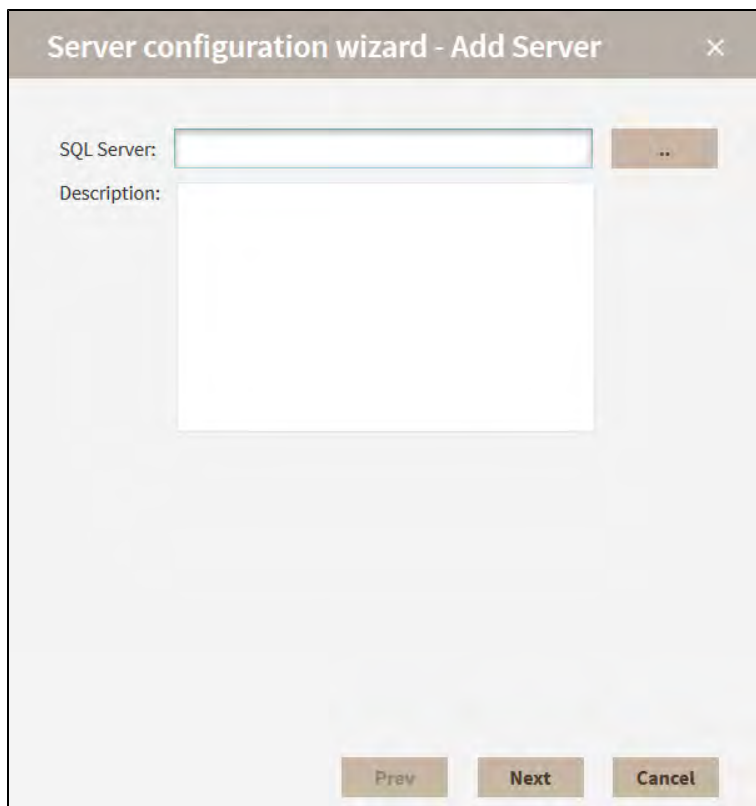 Server configuration wizard - Add Server ×
SQL Server: ..
Description:
Prev Next Cancel